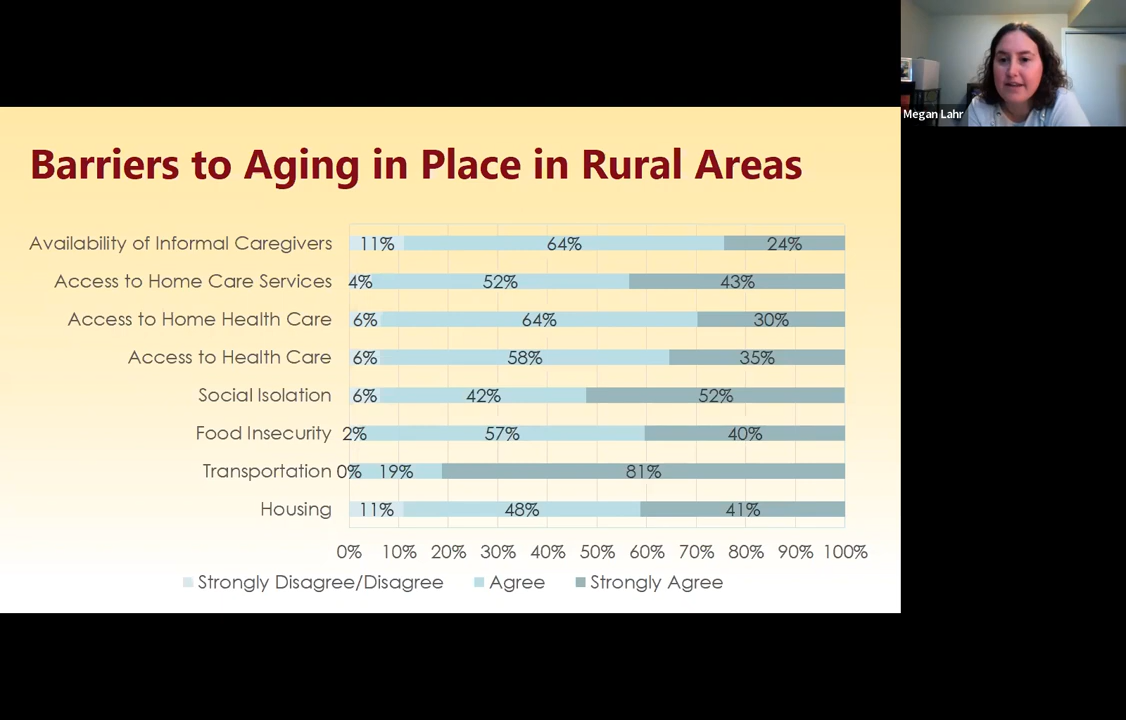 Megan Lahr
Barriers to Aging in Place in Rural Areas
Availability of Informal Caregivers 11% 64% 24%
Access to Home Care Services 4% 52% 43%
Access to Home Health Care 6% 64% 30%
Access to Health Care 6% 58% 35%
Social Isolation 6% 42% 52%
Food Insecurity 2% 57% 40%
Transportation 0% 19% 81%
Housing 11% 48% 41%
0% 10% 20% 30% 40% 50% 60% 70% 80% 90% 100%
Strongly Disagree/Disagree Agree Strongly Agree